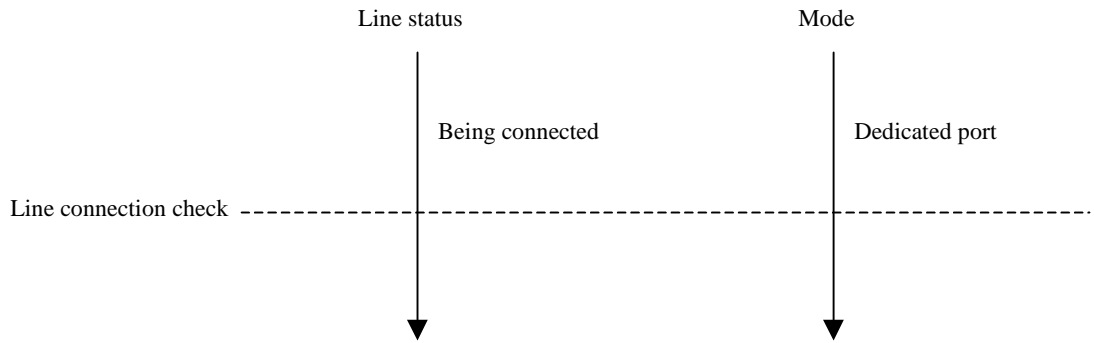 Line status
Mode
Being connected
Dedicated port
Line connection check